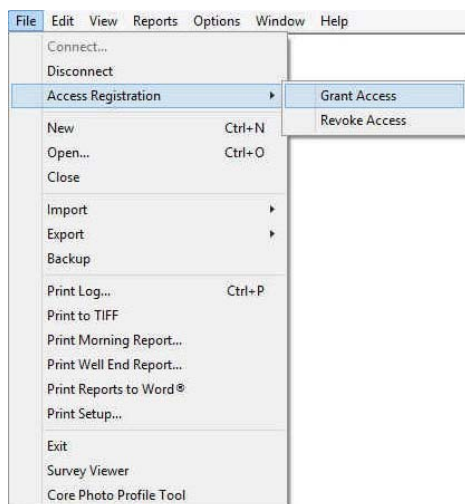 File Edit View Reports Options Window Help
Connect...
Disconnect
Access Registration
Grant Access
Revoke Access
New Ctrl+N
Open... Ctrl+O
Close
Import
Export
Backup
Print Log... Ctrl+P
Print to TIFF
Print Morning Report...
Print Well End Report...
Print Reports to Word®
Print Setup...
Exit
Survey Viewer
Core Photo Profile Tool